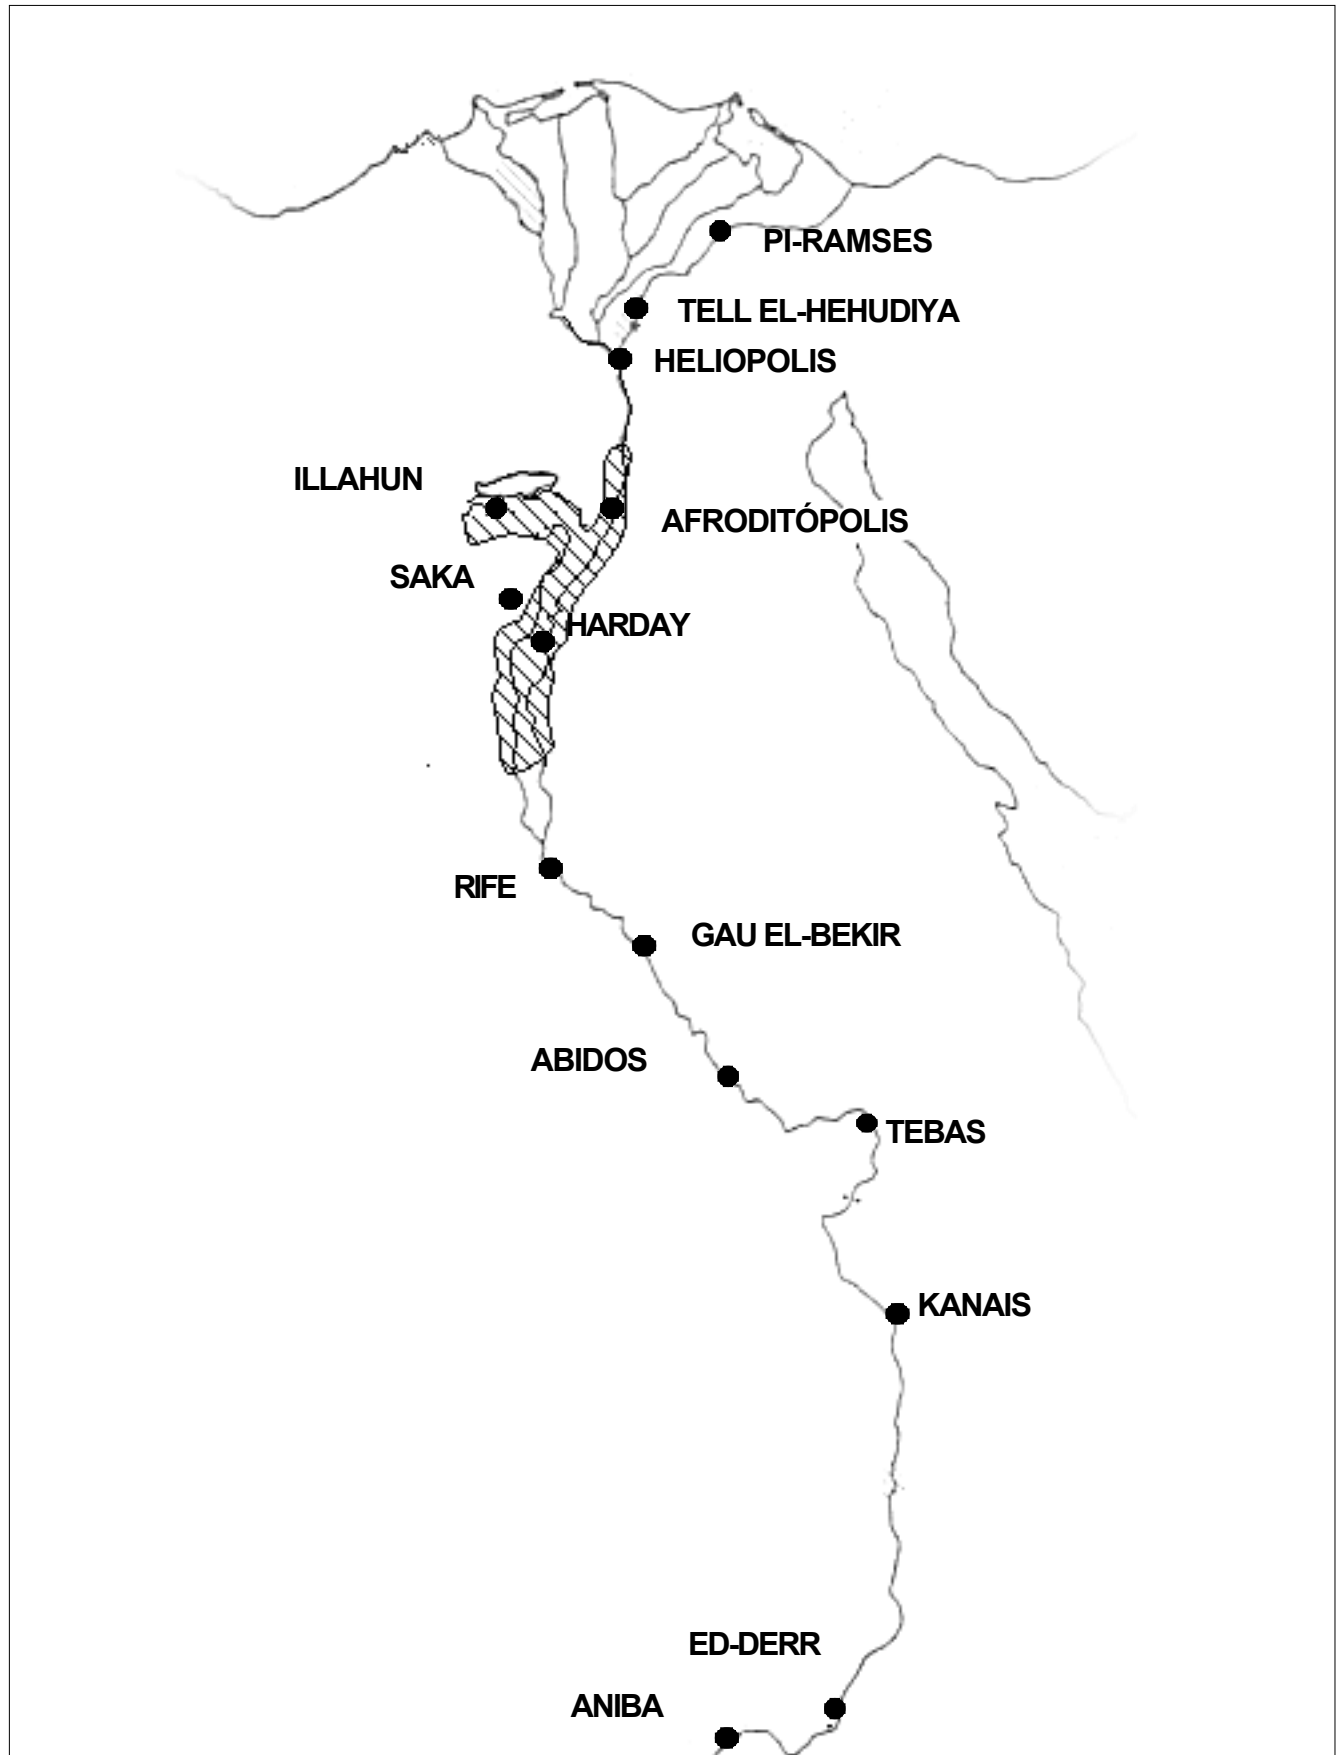 PI-RAMSES
TELL EL-HEHUDIYA
HELIOPOLIS
ILLAHUN
AFRODITÓPOLIS
SAKA
HARDAY
RIFE
GAU EL-BEKIR
ABIDOS
TEBAS
KANAIS
ED-DERR
ANIBA